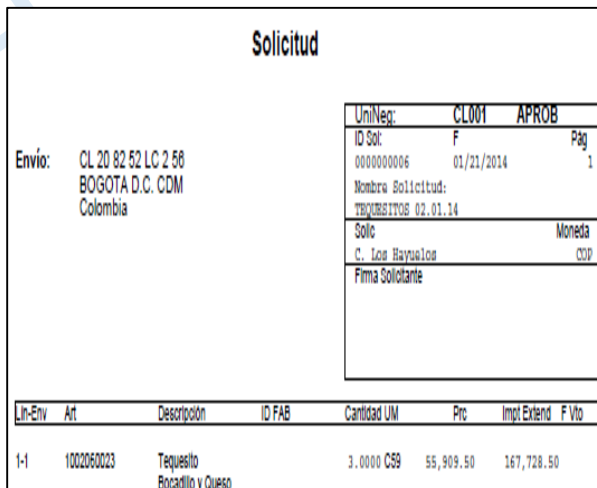 Solicitud
UniNeg: CL001 APROB
ID Sol: F Pág
0000000006 01/21/2014 1
Nombre Solicitud:
TEQUESITOS 02.01.14
Solic Moneda
C. Los Hayuelos COP
Firma Solicitante
Envío: CL 20 82 52 LC 2 56
BOGOTA D.C. CDM
Colombia
Lín-Env Art Descripción ID FAB Cantidad UM Prc Impt Extend F Vto
1-1 1002060023 Tequesito 3.0000 C59 55,909.50 167,728.50
Bocadillo y Queso